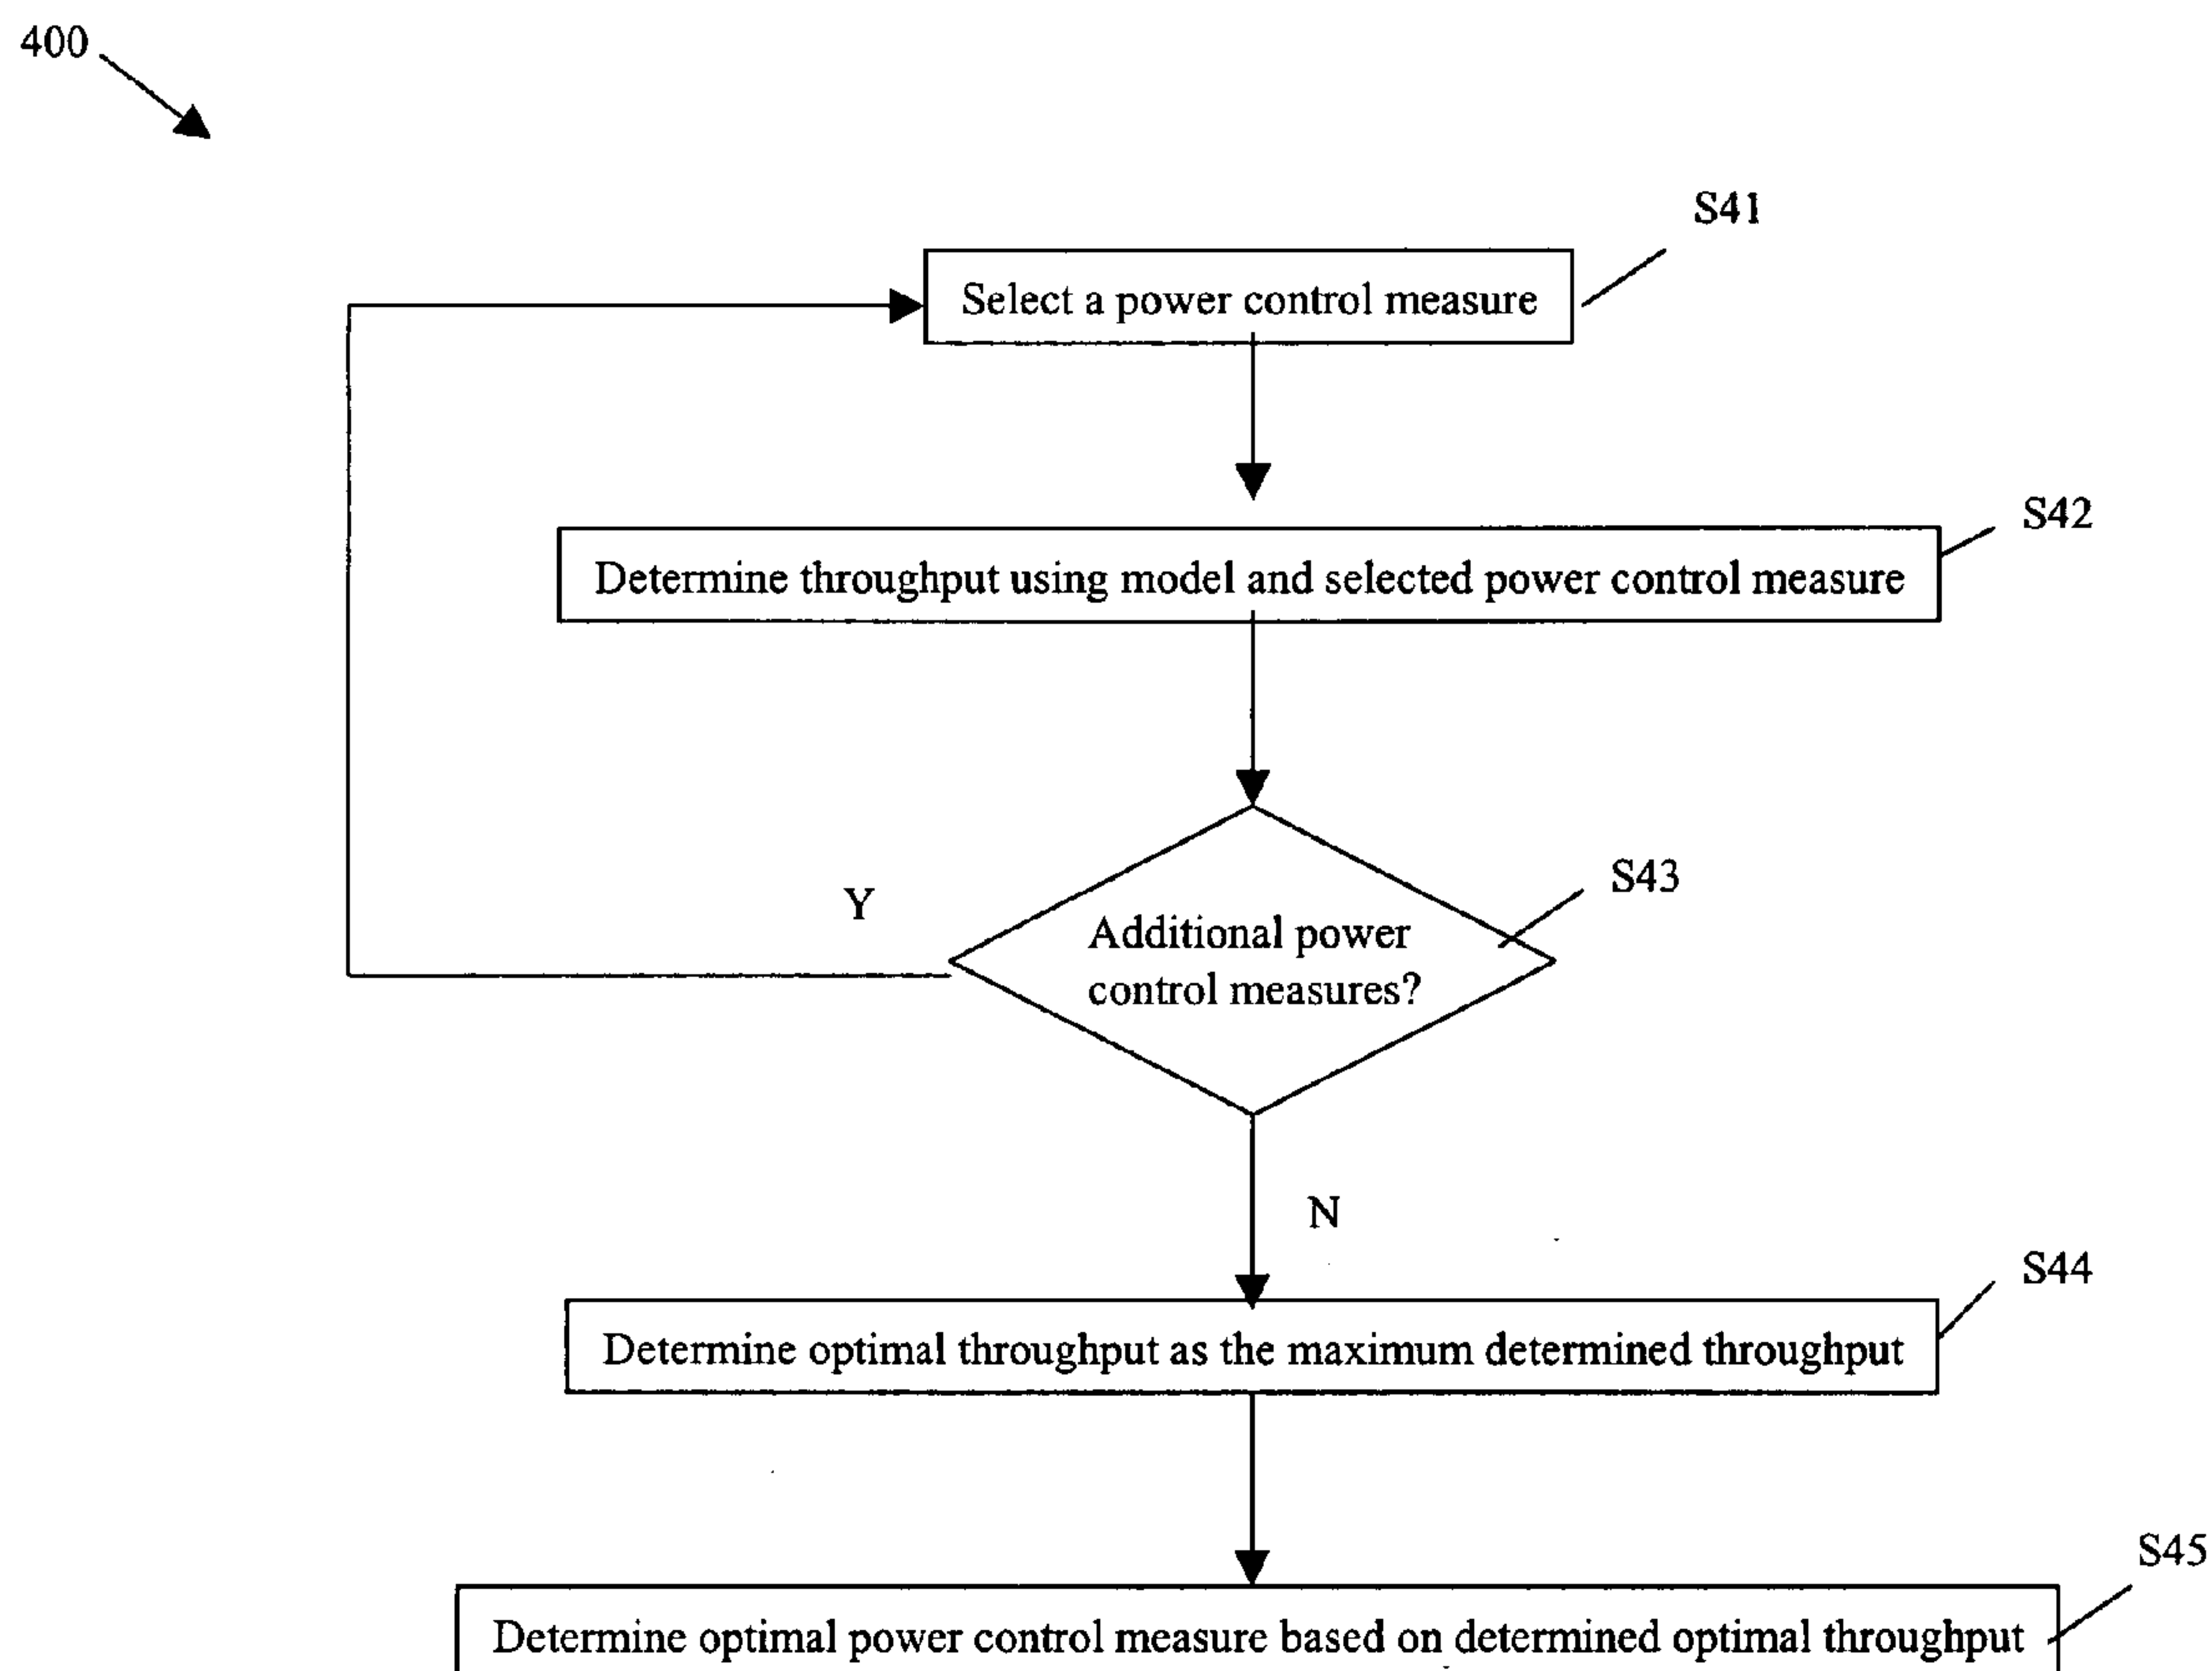 400
S41
Select a power control measure
S42
Determine throughput using model and selected power control measure
S43
Y
Additional power
control measures?
N
S44
Determine optimal throughput as the maximum determined throughput
S45
Determine optimal power control measure based on determined optimal throughput